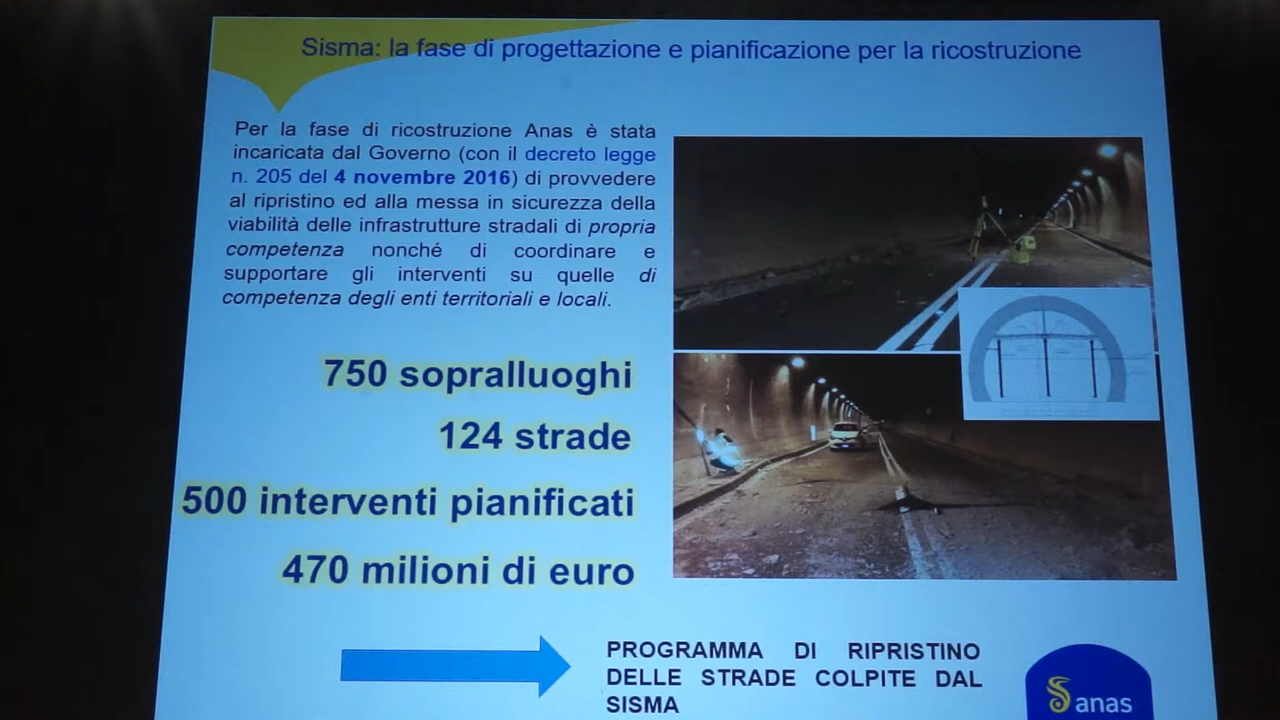 Sisma: la fase di progettazione e pianificazione per la ricostruzione
Per la fase di ricostruzione Anas è stata
incaricata dal Governo (con il decreto legge
n. 205 del 4 novembre 2016) di provvedere
al ripristino ed alla messa in sicurezza della
viabilità delle infrastrutture stradali di propria
competenza nonché di coordinare e
supportare gli interventi su quelle di
competenza degli enti territoriali e locali.
750 sopralluoghi
124 strade
500 interventi pianificati
470 milioni di euro
PROGRAMMA DI RIPRISTINO
DELLE STRADE COLPITE DAL
SISMA
anas